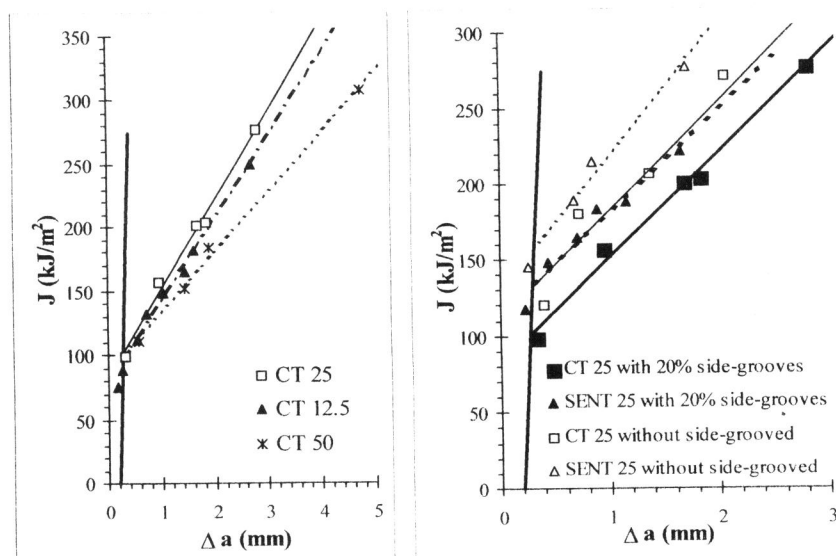 350
300
250
200
150
100
50
0
J (kJ/m²)
□ CT 25
▲ CT 12.5
✶ CT 50
0 1 2 3 4 5
Δ a (mm)
300
250
200
150
100
50
0
J (kJ/m²)
■ CT 25 with 20% side-grooves
▲ SENT 25 with 20% side-grooves
□ CT 25 without side-grooved
△ SENT 25 without side-grooved
0 1 2 3
Δ a (mm)